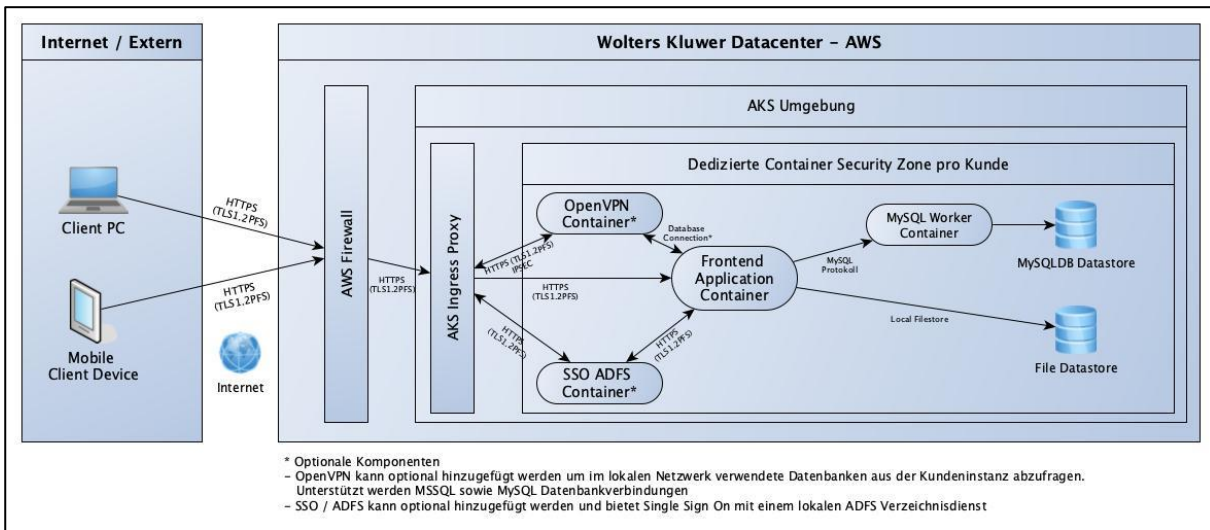 Internet / Extern
Wolters Kluwer Datacenter – AWS
AKS Umgebung
Dedizierte Container Security Zone pro Kunde
Client PC
Mobile
Client Device
HTTPS
(TLS1.2PFS)
HTTPS
(TLS1.2PFS)
Internet
AWS Firewall
HTTPS
(TLS1.2PFS)
AKS Ingress Proxy
OpenVPN
Container*
HTTPS (TLS1.2PFS)
IPSEC
Database
Connection*
HTTPS
(TLS1.2PFS)
Frontend
Application
Container
HTTPS
(TLS1.2PFS)
HTTPS
(TLS1.2PFS)
SSO ADFS
Container*
MySQL
Protokoll
MySQL Worker
Container
MySQLDB Datastore
Local Filestore
File Datastore
* Optionale Komponenten
– OpenVPN kann optional hinzugefügt werden um im lokalen Netzwerk verwendete Datenbanken aus der Kundeninstanz abzufragen.
Unterstützt werden MSSQL sowie MySQL Datenbankverbindungen
– SSO / ADFS kann optional hinzugefügt werden und bietet Single Sign On mit einem lokalen ADFS Verzeichnisdienst